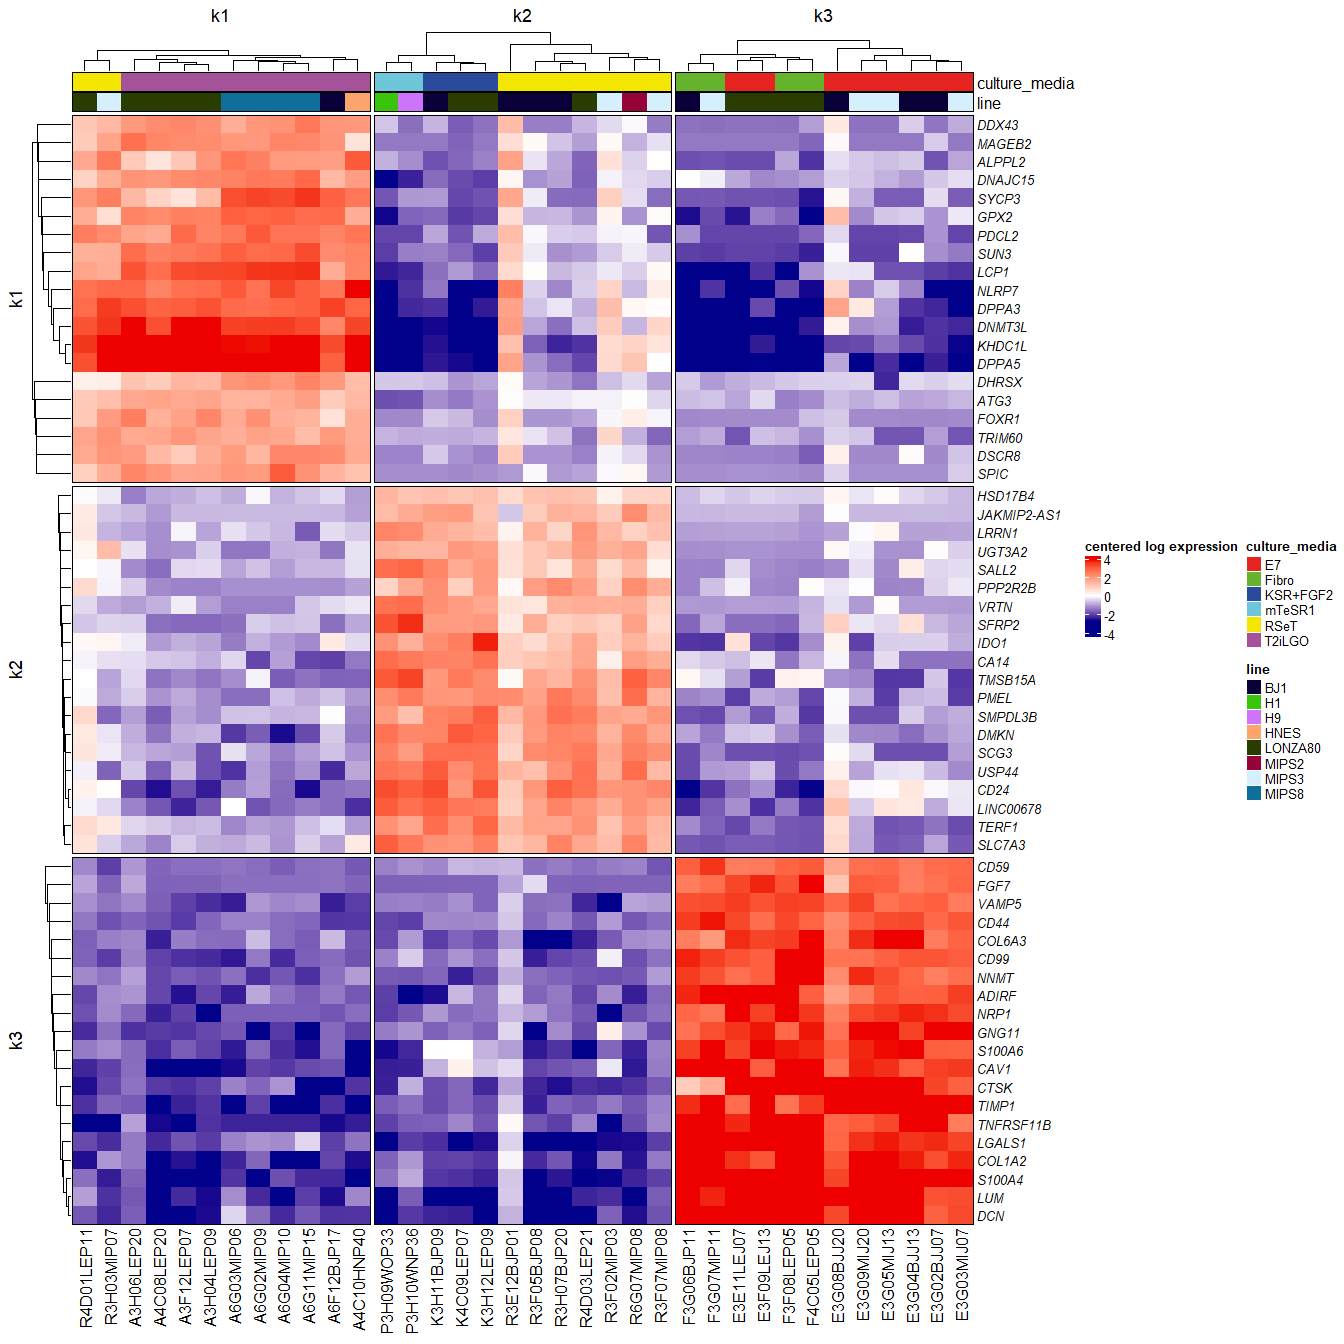 k1 k2 k3
culture_media
line
k1
DDX43
MAGEB2
ALPPL2
DNAJC15
SYCP3
GPX2
PDCL2
SUN3
LCP1
NLRP7
DPPA3
DNMT3L
KHDC1L
DPPA5
DHRSX
ATG3
FOXR1
TRIM60
DSCR8
SPIC
k2
HSD17B4
JAKMIP2-AS1
LRRN1
UGT3A2
SALL2
PPP2R2B
VRTN
SFRP2
IDO1
CA14
TMSB15A
PMEL
SMPDL3B
DMKN
SCG3
USP44
CD24
LINC00678
TERF1
SLC7A3
k3
CD59
FGF7
VAMP5
CD44
COL6A3
CD99
NNMT
ADIRF
NRP1
GNG11
S100A6
CAV1
CTSK
TIMP1
TNFRSF11B
LGALS1
COL1A2
S100A4
LUM
DCN
R4D01LEP11
R3H03MIP07
A3H06LEP20
A4C08LEP20
A3F12LEP07
A3H04LEP09
A6G03MIP06
A6G02MIP09
A6G04MIP10
A6G11MIP15
A6F12BJP17
A4C10HNP40
P3H09WOP33
P3H10WNP36
K3H11BJP09
K4C09LEP07
K3H12LEP09
R3E12BJP01
R3F05BJP08
R3H07BJP20
R4D03LEP21
R3F02MIP03
R6G07MIP08
R3F07MIP08
F3G06BJP11
F3G07MIP11
E3E11LEJ07
E3F09LEJ13
F3F08LEP05
F4C05LEP05
E3G08BJJ20
E3G09MIJ20
E3G05MIJ13
E3G04BJJ13
E3G02BJJ07
E3G03MIJ07
centered log expression
4
2
0
-2
-4
culture_media
E7
Fibro
KSR+FGF2
mTeSR1
RSeT
T2iLGO
line
BJ1
H1
H9
HNES
LONZA80
MIPS2
MIPS3
MIPS8